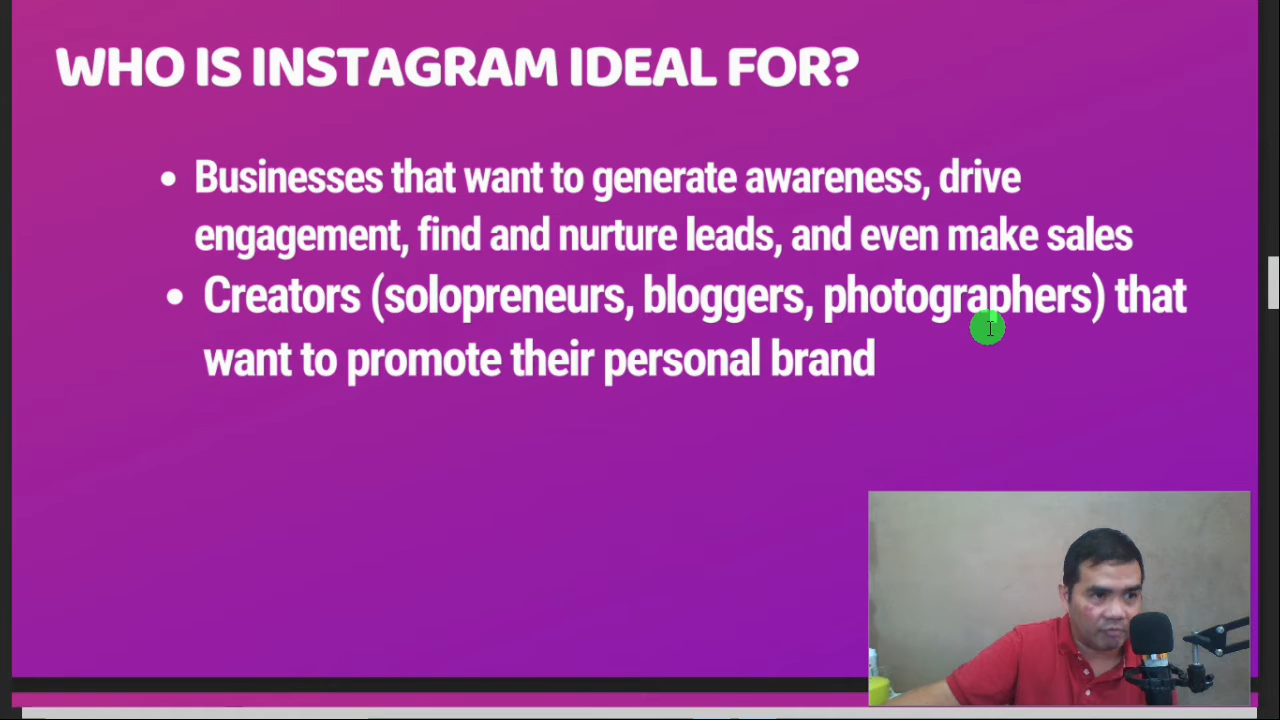 WHO IS INSTAGRAM IDEAL FOR?
• Businesses that want to generate awareness, drive
engagement, find and nurture leads, and even make sales
• Creators (solopreneurs, bloggers, photographers) that
want to promote their personal brand